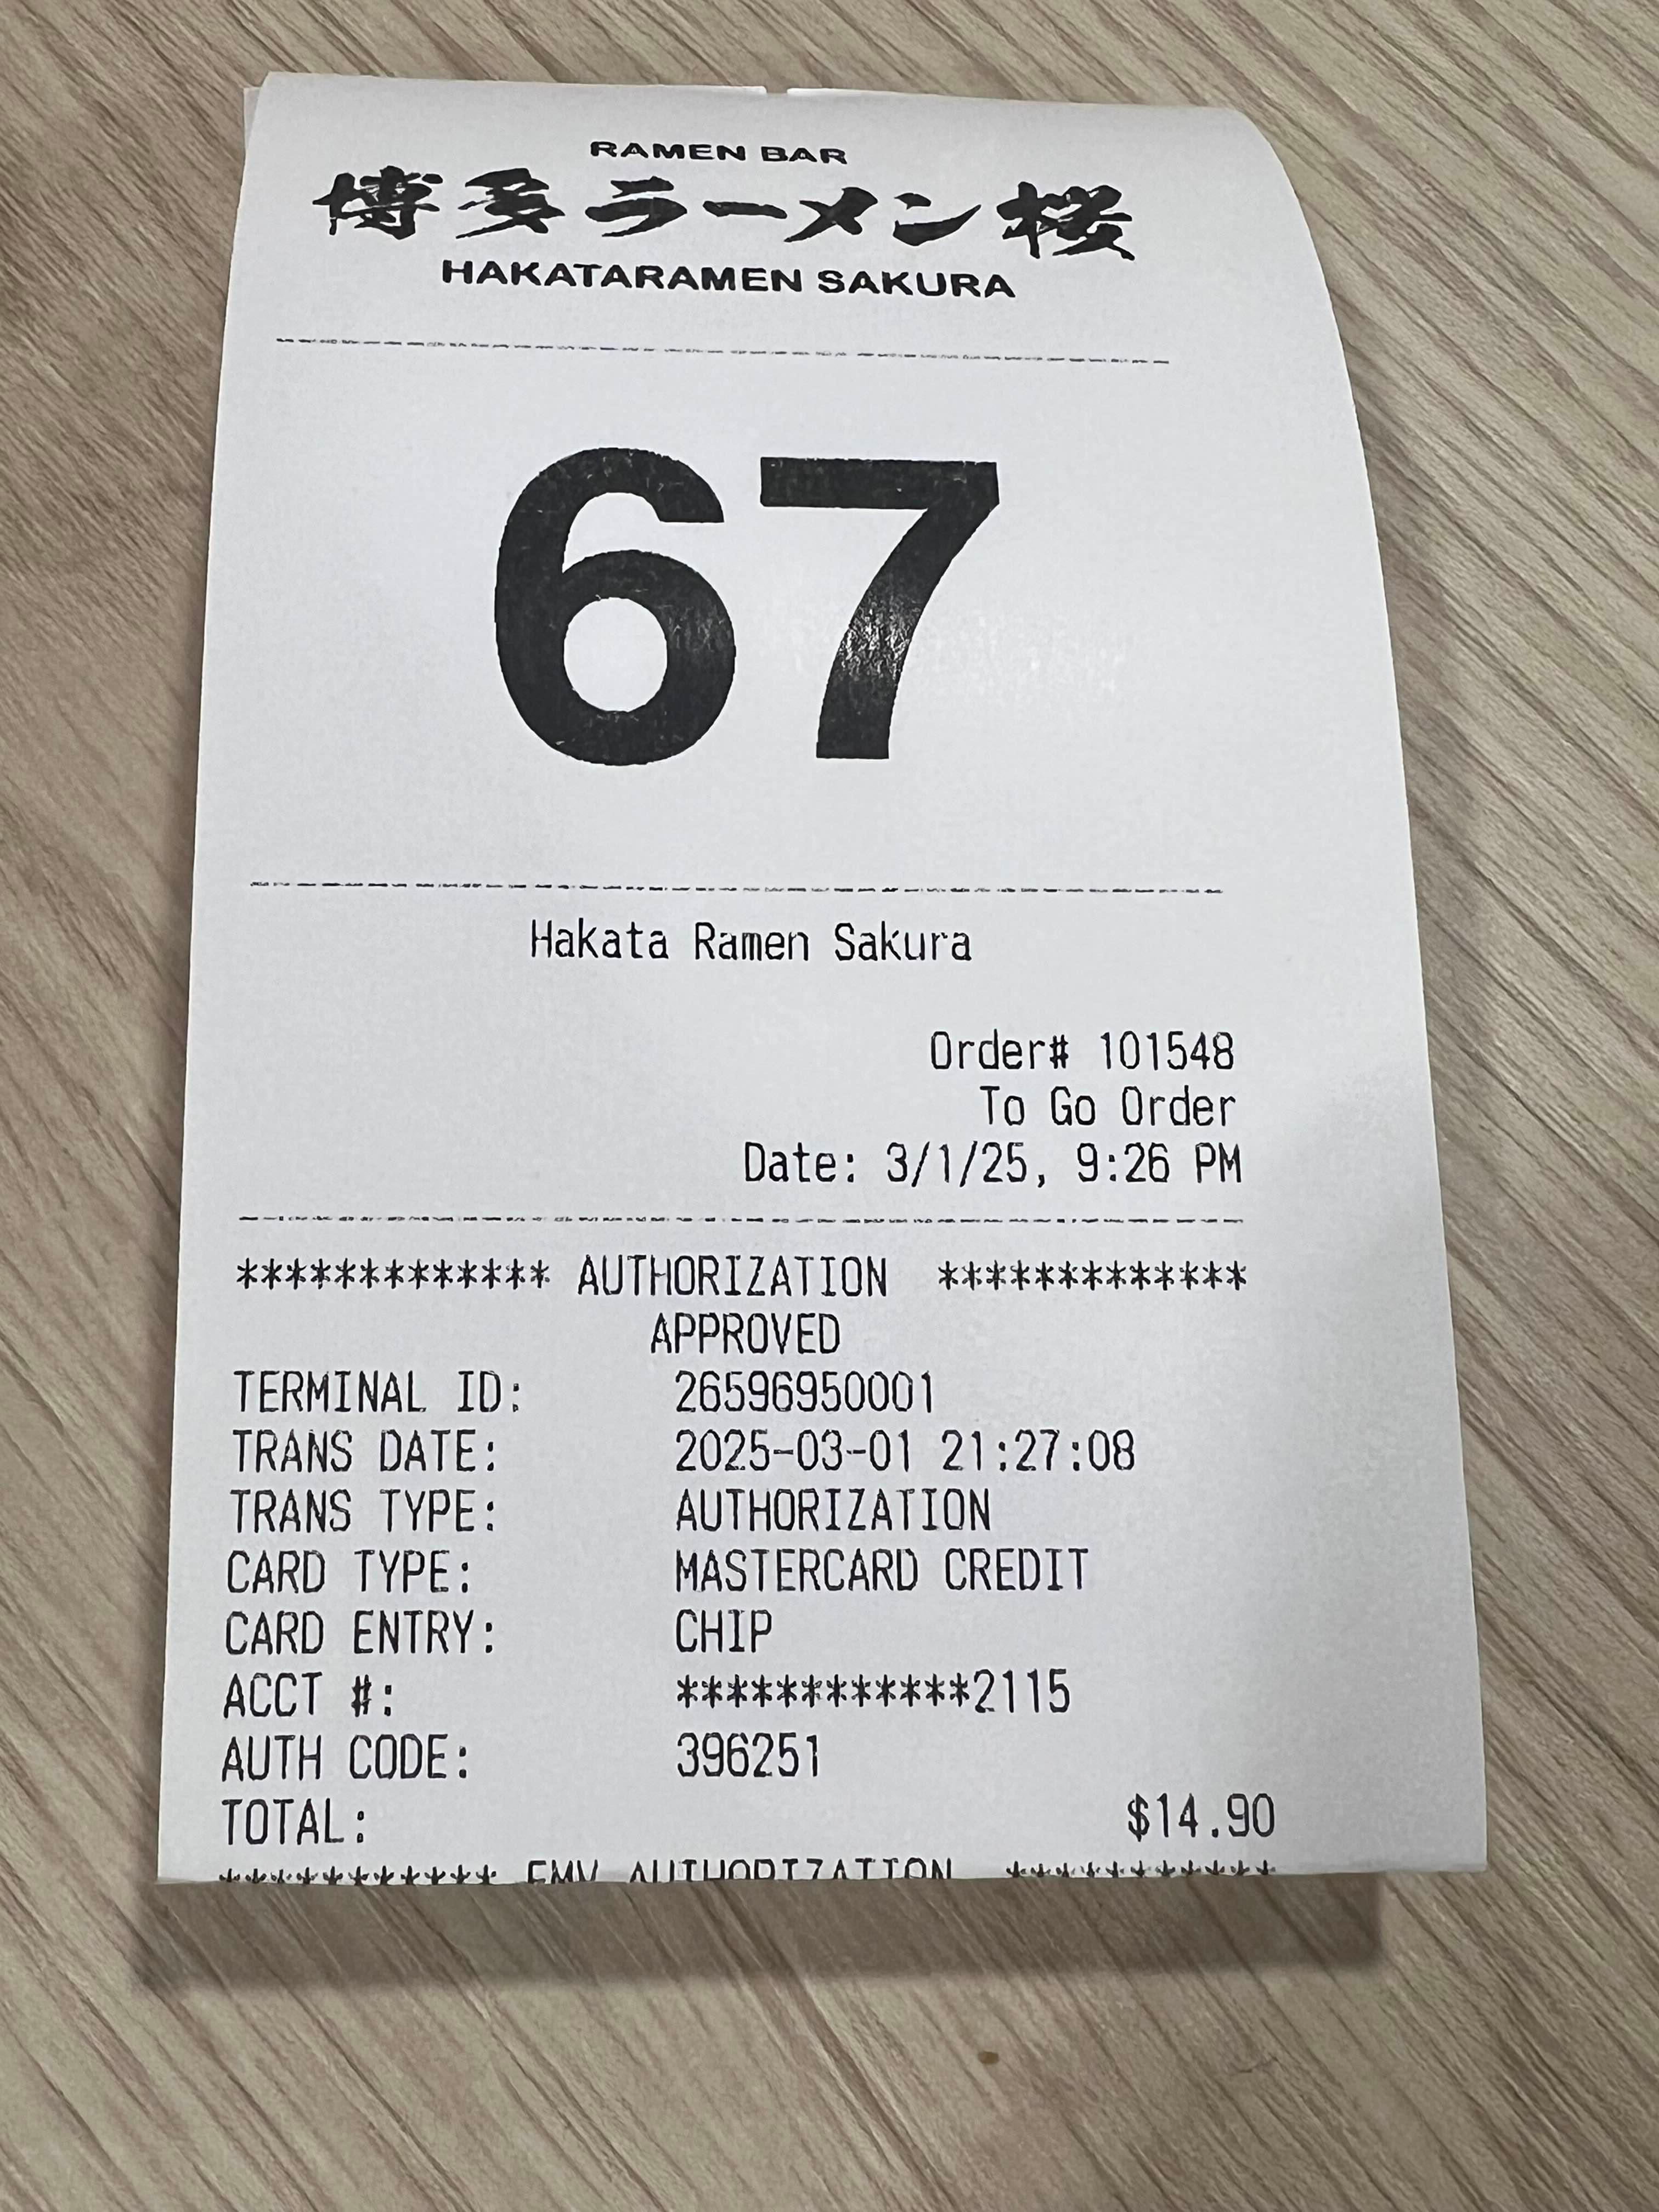 RAMEN BAR
博多ラーメン桜
HAKATARAMEN SAKURA
67
Hakata Ramen Sakura
Order# 101548
To Go Order
Date: 3/1/25, 9:26 PM
************* AUTHORIZATION *************
APPROVED
TERMINAL ID: 26596950001
TRANS DATE: 2025-03-01 21:27:08
TRANS TYPE: AUTHORIZATION
CARD TYPE: MASTERCARD CREDIT
CARD ENTRY: CHIP
ACCT #: ************2115
AUTH CODE: 396251
TOTAL: $14.90
*********** EMV AUTHORIZATION ***********